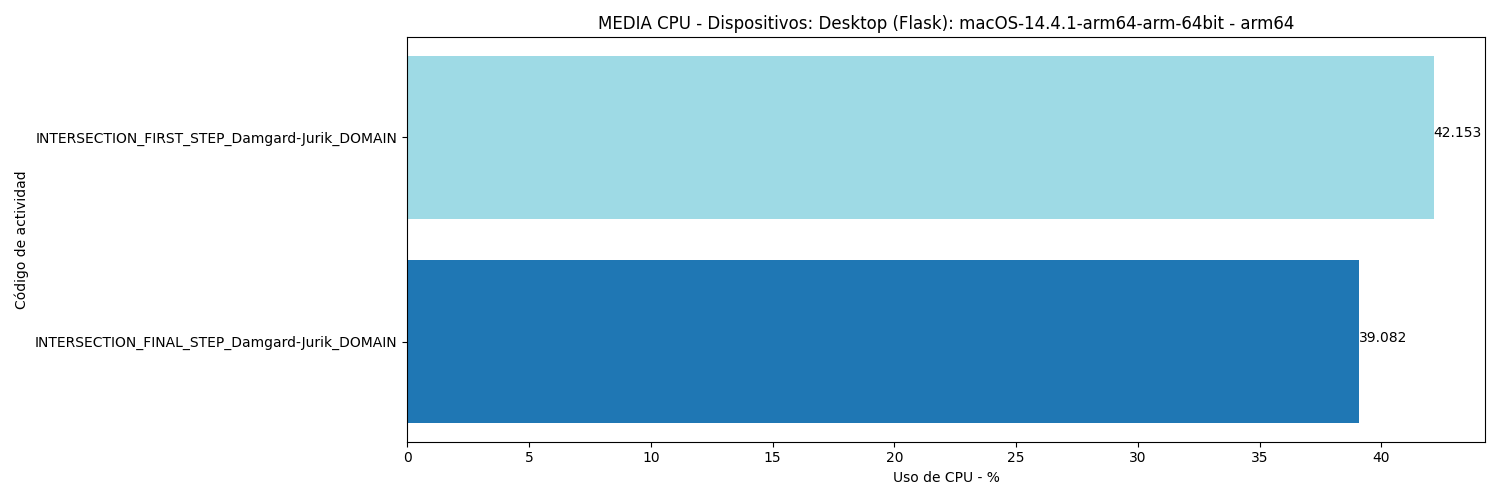 MEDIA CPU - Dispositivos: Desktop (Flask): macOS-14.4.1-arm64-arm-64bit - arm64
Código de actividad
INTERSECTION_FIRST_STEP_Damgard-Jurik_DOMAIN
42.153
INTERSECTION_FINAL_STEP_Damgard-Jurik_DOMAIN
39.082
0 5 10 15 20 25 30 35 40
Uso de CPU - %